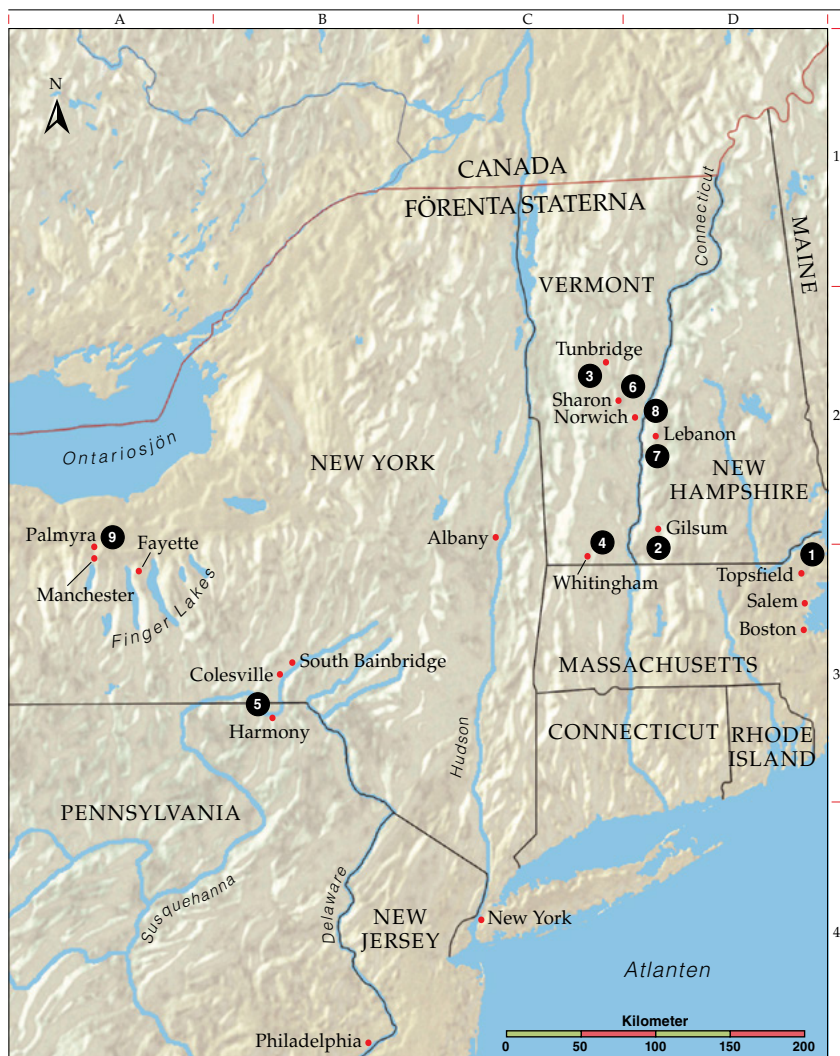 A B C D
N
1
CANADA
FÖRENTA STATERNA
Connecticut
MAINE
VERMONT
Tunbridge
3
6
Sharon
8
Norwich
2
Lebanon
7
Ontariosjön
NEW YORK
NEW
HAMPSHIRE
Palmyra
9
Fayette
Albany
4
Gilsum
2
1
Manchester
Whitingham
Topsfield
Finger Lakes
Salem
Boston
South Bainbridge
Colesville
MASSACHUSETTS
3
5
Harmony
Hudson
CONNECTICUT
RHODE
ISLAND
PENNSYLVANIA
Susquehanna
Delaware
NEW
JERSEY
New York
4
Atlanten
Philadelphia
Kilometer
0 50 100 150 200